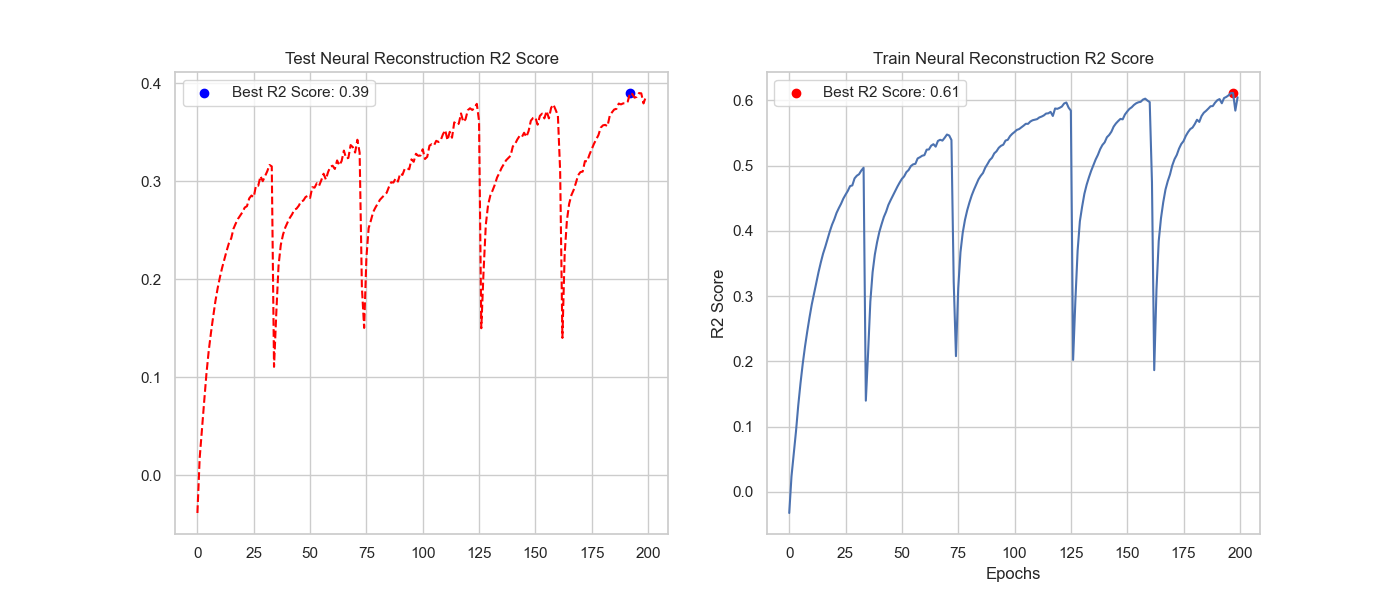 Test Neural Reconstruction R2 Score
Best R2 Score: 0.39
0.4
0.3
0.2
0.1
0.0
0 25 50 75 100 125 150 175 200
Train Neural Reconstruction R2 Score
Best R2 Score: 0.61
R2 Score
0.6
0.5
0.4
0.3
0.2
0.1
0.0
0 25 50 75 100 125 150 175 200
Epochs